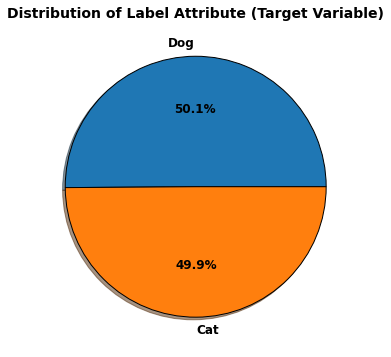 Distribution of Label Attribute (Target Variable)
Dog
50.1%
49.9%
Cat